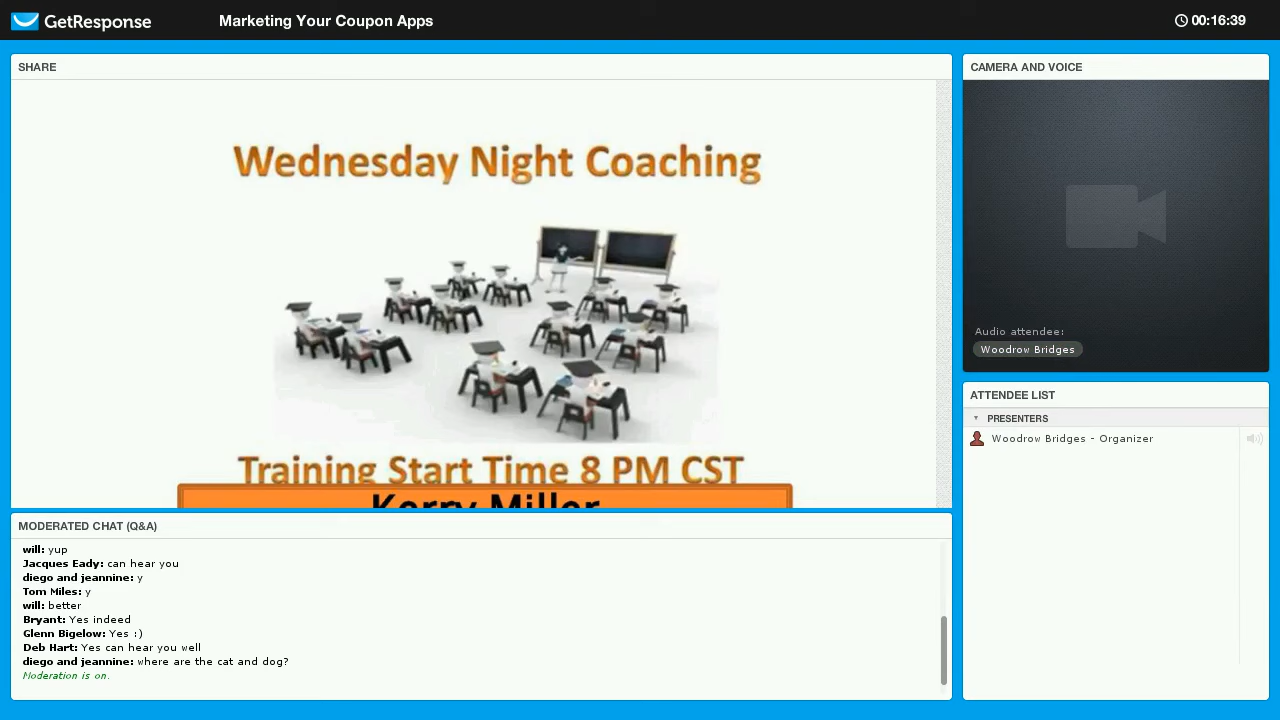 GetResponse
Marketing Your Coupon Apps
00:16:39
SHARE
Wednesday Night Coaching
Training Start Time 8 PM CST
Kerry Miller
MODERATED CHAT (Q&A)
will: yup
Jacques Eady: can hear you
diego and jeannine: y
Tom Miles: y
will: better
Bryant: Yes indeed
Glenn Bigelow: Yes :)
Deb Hart: Yes can hear you well
diego and jeannine: where are the cat and dog?
Moderation is on.
CAMERA AND VOICE
Audio attendee:
Woodrow Bridges
ATTENDEE LIST
PRESENTERS
Woodrow Bridges - Organizer